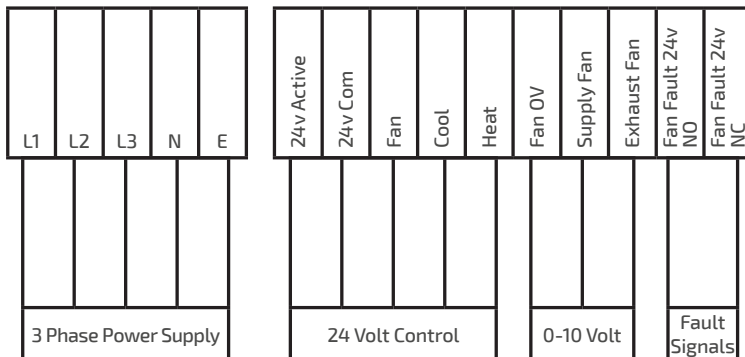 L1
L2
L3
N
E
24v Active
24v Com
Fan
Cool
Heat
Fan OV
Supply Fan
Exhaust Fan
Fan Fault 24v
NO
Fan Fault 24v
NC
3 Phase Power Supply
24 Volt Control
0-10 Volt
Fault
Signals